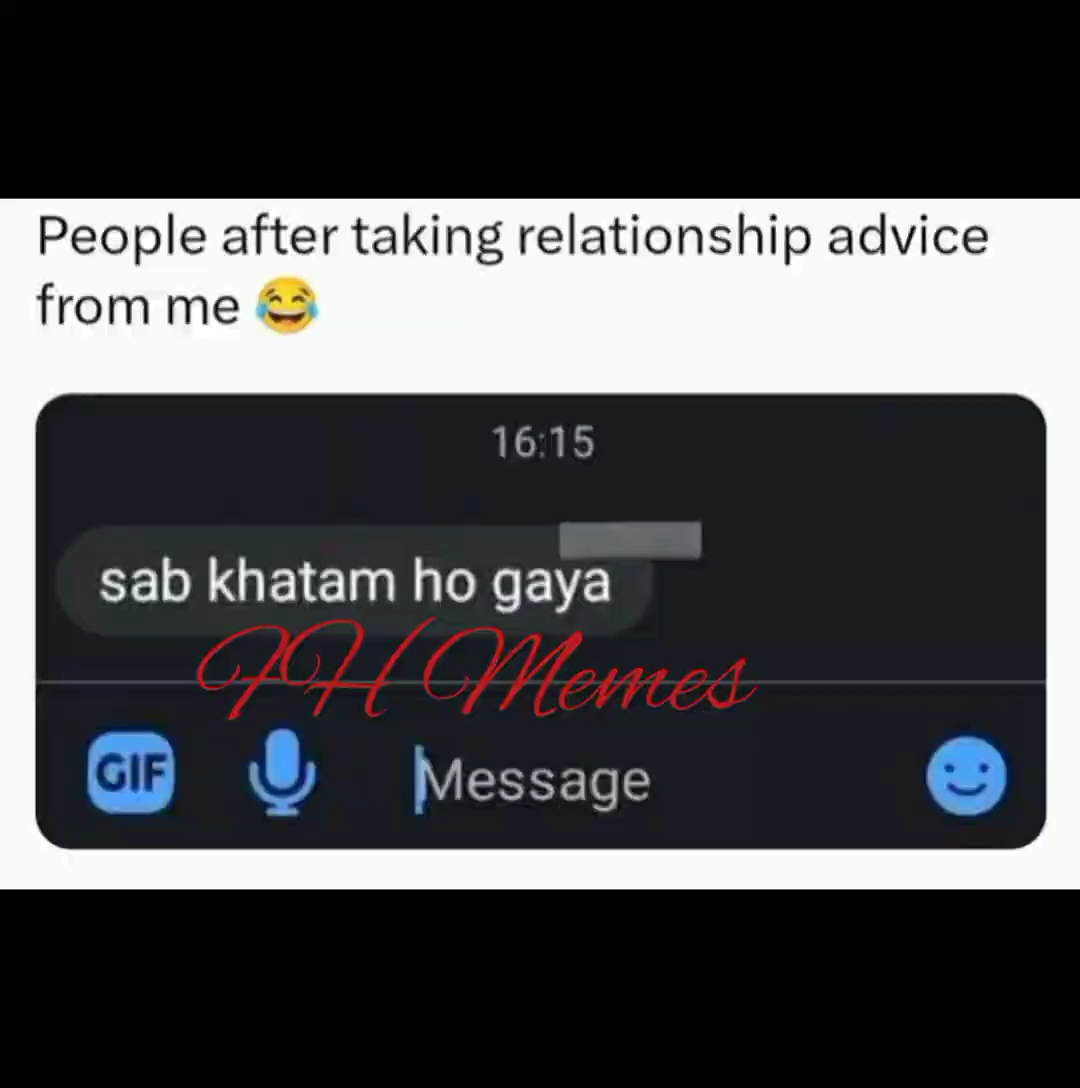 People after taking relationship advice
from me 😂
16:15
sab khatam ho gaya
FH Memes
GIF
Message